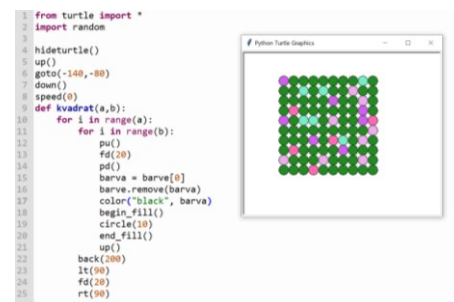 1 from turtle import *
2 import random
3
4 hideturtle()
5 up()
6 goto(-140,-80)
7 down()
8 speed(0)
9 def kvadrat(a,b):
10 for i in range(a):
11 for i in range(b):
12 pu()
13 fd(20)
14 pd()
15 barva = barve[0]
16 barve.remove(barva)
17 color("black", barva)
18 begin_fill()
19 circle(10)
20 end_fill()
21 up()
22 back(200)
23 lt(90)
24 fd(20)
25 rt(90)
Python Turtle Graphics